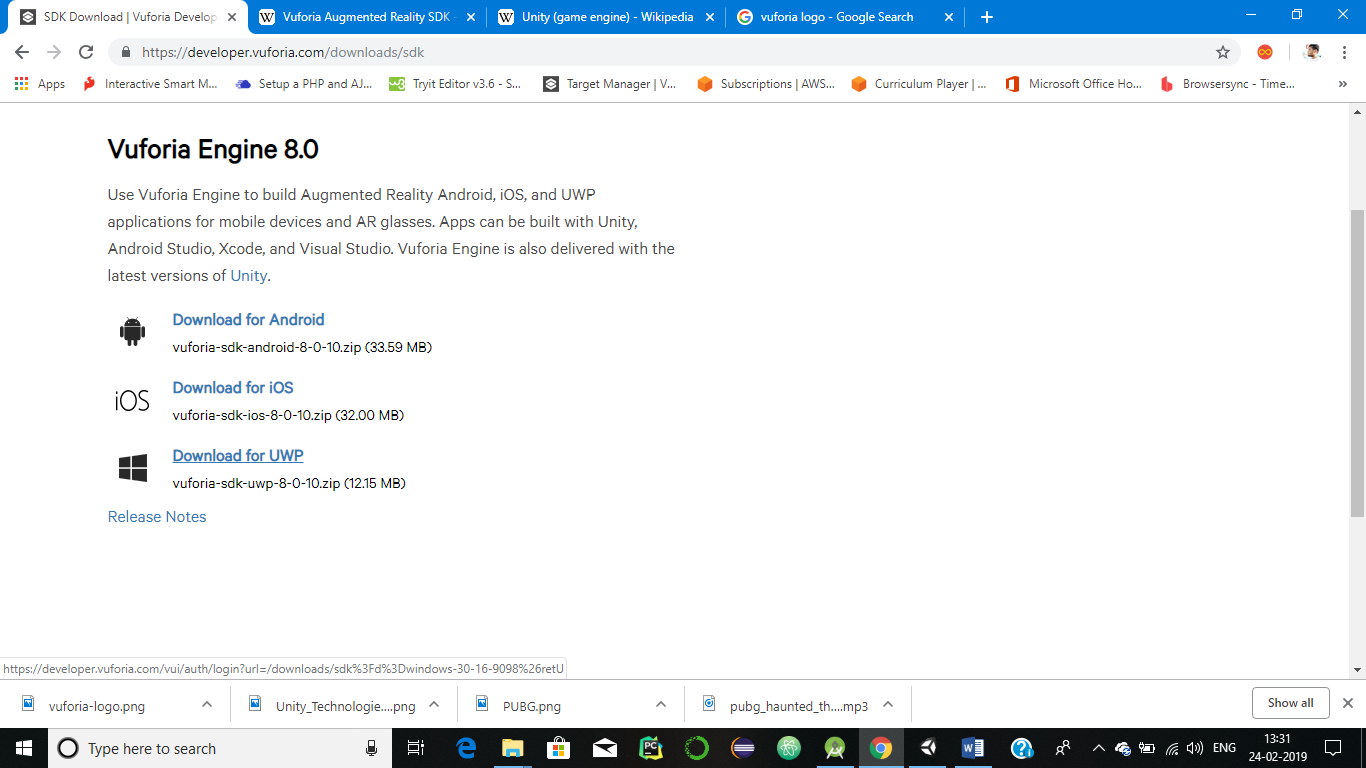 SDK Download | Vuforia Develop
Vuforia Augmented Reality SDK -
Unity (game engine) - Wikipedia
vuforia logo - Google Search
https://developer.vuforia.com/downloads/sdk
Apps
Interactive Smart M...
Setup a PHP and AJ...
Tryit Editor v3.6 - S...
Target Manager | V...
Subscriptions | AWS...
Curriculum Player | ...
Microsoft Office Ho...
Browsersync - Time...
»
Vuforia Engine 8.0
Use Vuforia Engine to build Augmented Reality Android, iOS, and UWP
applications for mobile devices and AR glasses. Apps can be built with Unity,
Android Studio, Xcode, and Visual Studio. Vuforia Engine is also delivered with the
latest versions of Unity.
Download for Android
vuforia-sdk-android-8-0-10.zip (33.59 MB)
iOS
Download for iOS
vuforia-sdk-ios-8-0-10.zip (32.00 MB)
Download for UWP
vuforia-sdk-uwp-8-0-10.zip (12.15 MB)
Release Notes
https://developer.vuforia.com/vui/auth/login?url=/downloads/sdk%3Fd%3Dwindows-30-16-9098%26retU
vuforia-logo.png
Unity_Technologie....png
PUBG.png
pubg_haunted_th....mp3
Show all
Type here to search
ENG
13:31
24-02-2019